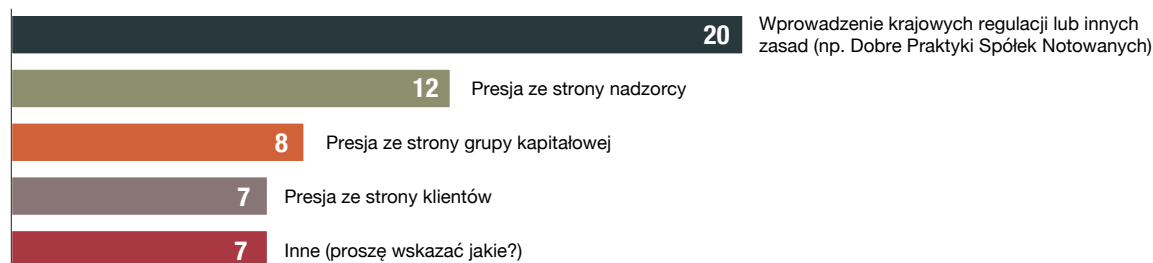 20 Wprowadzenie krajowych regulacji lub innych
zasad (np. Dobre Praktyki Spółek Notowanych)
12 Presja ze strony nadzorcy
8 Presja ze strony grupy kapitałowej
7 Presja ze strony klientów
7 Inne (proszę wskazać jakie?)